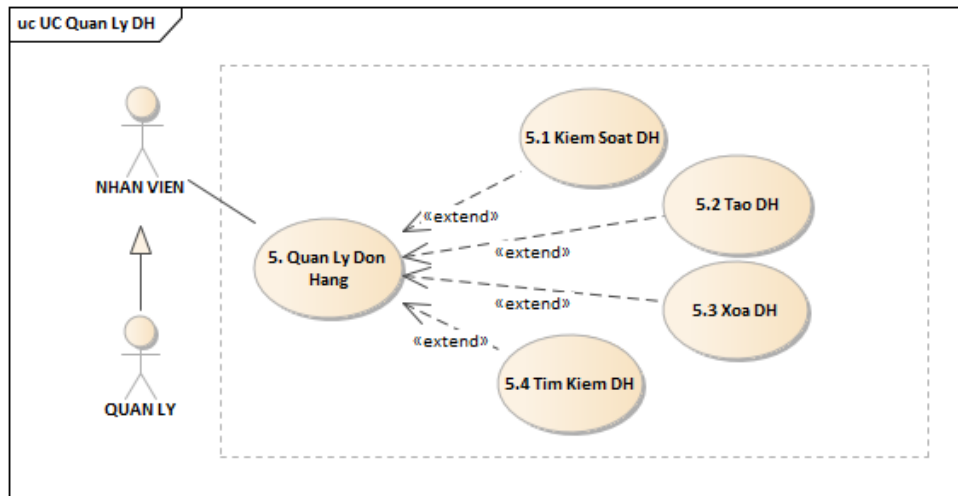 uc UC Quan Ly DH
NHAN VIEN
QUAN LY
5. Quan Ly Don
Hang
5.1 Kiem Soat DH
«extend»
5.2 Tao DH
«extend»
5.3 Xoa DH
«extend»
5.4 Tim Kiem DH
«extend»